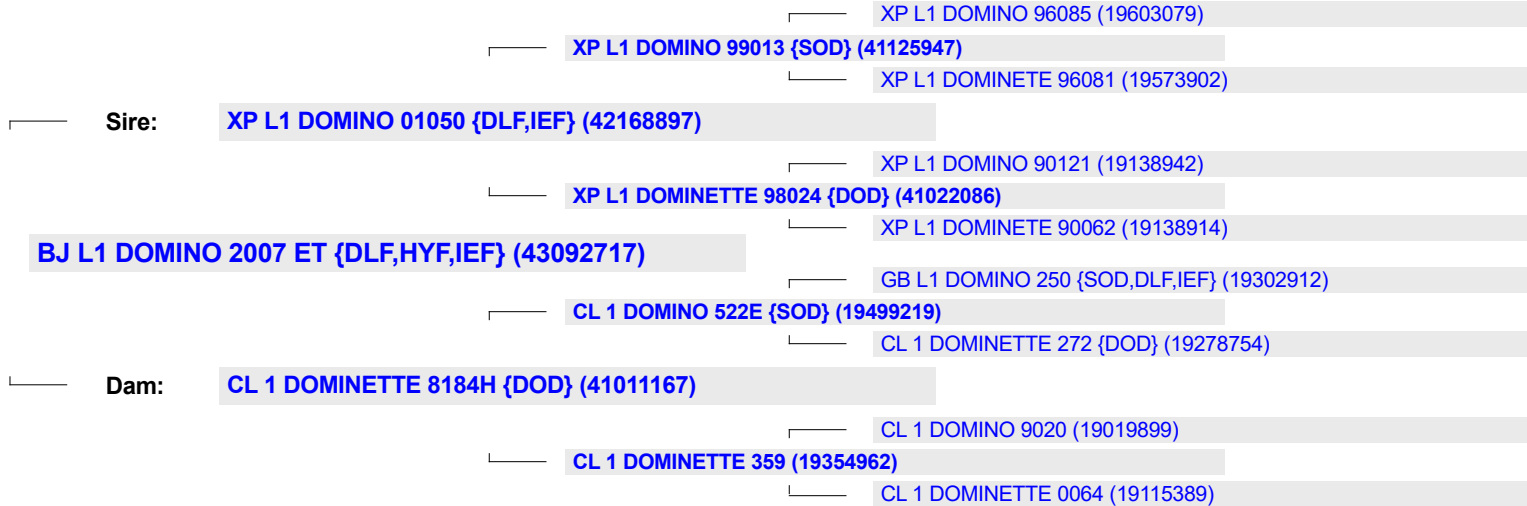 XP L1 DOMINO 96085 (19603079)
XP L1 DOMINO 99013 {SOD} (41125947)
XP L1 DOMINETE 96081 (19573902)
Sire: XP L1 DOMINO 01050 {DLF,IEF} (42168897)
XP L1 DOMINO 90121 (19138942)
XP L1 DOMINETTE 98024 {DOD} (41022086)
XP L1 DOMINETE 90062 (19138914)
BJ L1 DOMINO 2007 ET {DLF,HYF,IEF} (43092717)
GB L1 DOMINO 250 {SOD,DLF,IEF} (19302912)
CL 1 DOMINO 522E {SOD} (19499219)
CL 1 DOMINETTE 272 {DOD} (19278754)
Dam: CL 1 DOMINETTE 8184H {DOD} (41011167)
CL 1 DOMINO 9020 (19019899)
CL 1 DOMINETTE 359 (19354962)
CL 1 DOMINETTE 0064 (19115389)